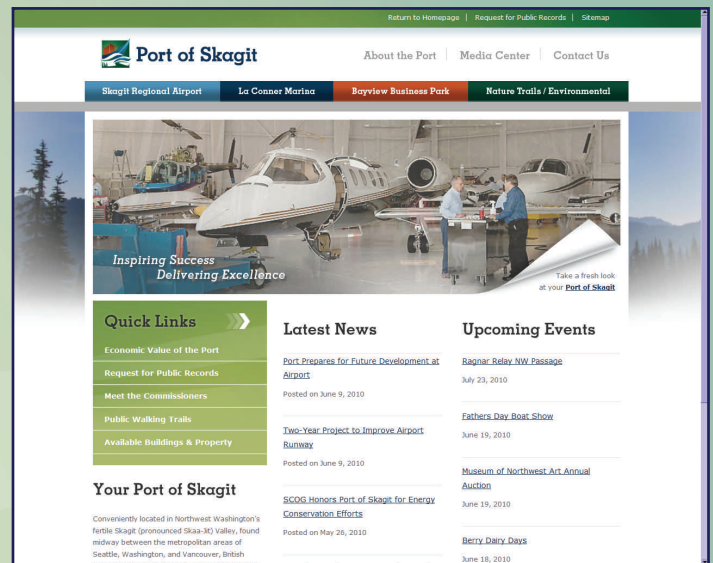 Return to Homepage | Request for Public Records | Sitemap
Port of Skagit
About the Port | Media Center | Contact Us
Skagit Regional Airport La Conner Marina Bayview Business Park Nature Trails / Environmental
Inspiring Success
Delivering Excellence
Take a fresh look
at your Port of Skagit
Quick Links
Economic Value of the Port
Request for Public Records
Meet the Commissioners
Public Walking Trails
Available Buildings & Property
Your Port of Skagit
Conveniently located in Northwest Washington's
fertile Skagit (pronounced Skaa-Jit) Valley, found
midway between the metropolitan areas of
Seattle, Washington, and Vancouver, British
Latest News
Port Prepares for Future Development at
Airport
Posted on June 9, 2010
Two-Year Project to Improve Airport
Runway
Posted on June 9, 2010
SCOG Honors Port of Skagit for Energy
Conservation Efforts
Posted on May 26, 2010
Upcoming Events
Ragnar Relay NW Passage
July 23, 2010
Fathers Day Boat Show
June 19, 2010
Museum of Northwest Art Annual
Auction
June 19, 2010
Berry Dairy Days
June 18, 2010